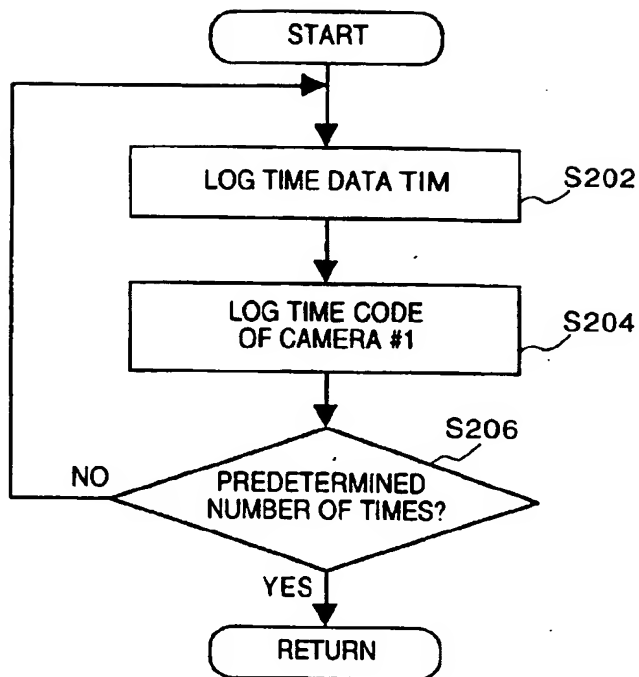 START
LOG TIME DATA TIM
S202
LOG TIME CODE
OF CAMERA #1
S204
S206
NO
PREDETERMINED
NUMBER OF TIMES?
YES
RETURN